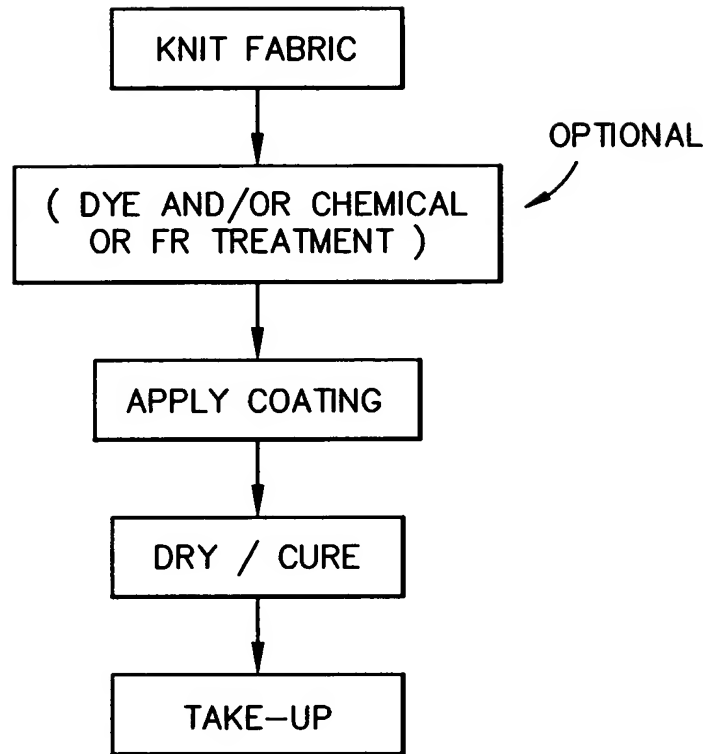 KNIT FABRIC
OPTIONAL
( DYE AND/OR CHEMICAL
OR FR TREATMENT )
APPLY COATING
DRY / CURE
TAKE-UP